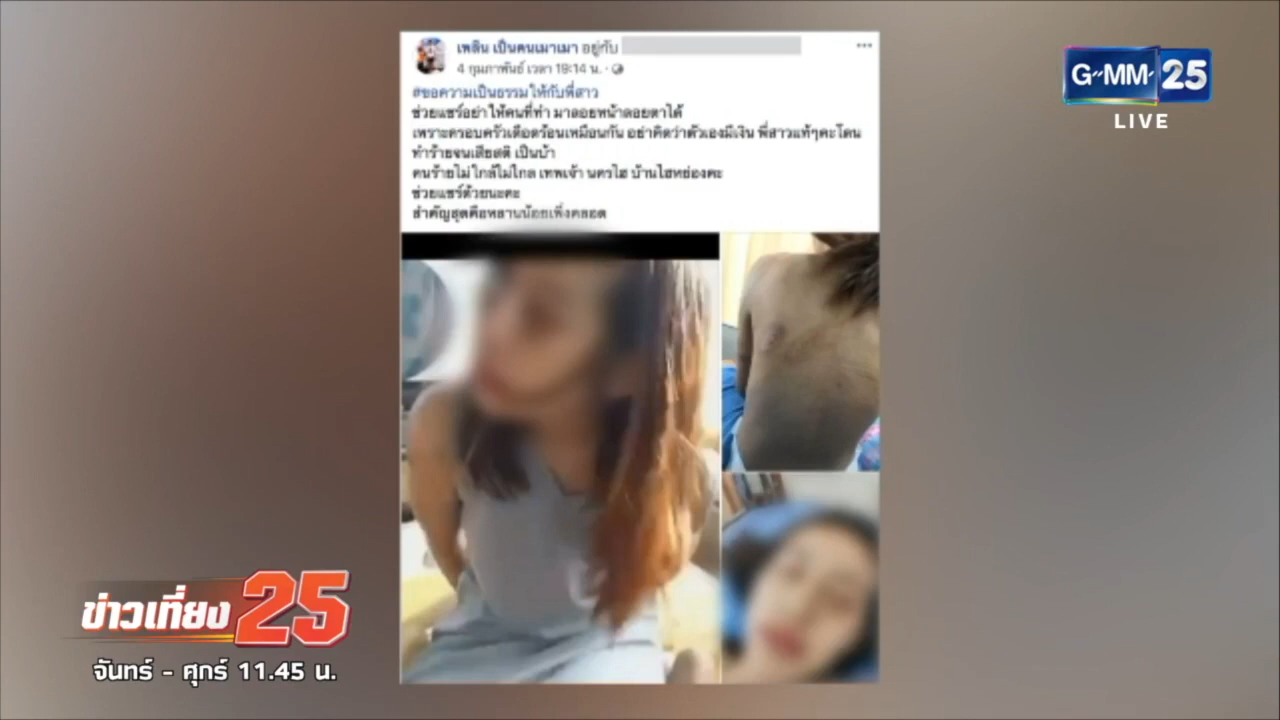 เพลิน เป็นคนเมาเมา อยู่กับ
4 กุมภาพันธ์ เวลา 19:14 น. ·
#ขอความเป็นธรรมให้กับพี่สาว
ช่วยแชร์อย่าให้คนที่ทำ มาลอยหน้าลอยตาได้
เพราะครอบครัวเดือดร้อนเหมือนกัน อย่าคิดว่าตัวเองมีเงิน พี่สาวแท้ๆคะโดน
ทำร้ายจนเสียสติ เป็นบ้า
คนร้ายไม่ใกล้ไม่ไกล เทพเจ้า นครไฮ บ้านไฮหย่องคะ
ช่วยแชร์ด้วยนะคะ
สำคัญสุดคือหลานน้อยเพิ่งคลอด
GMM 25
LIVE
ข่าวเที่ยง 25
จันทร์ - ศุกร์ 11.45 น.